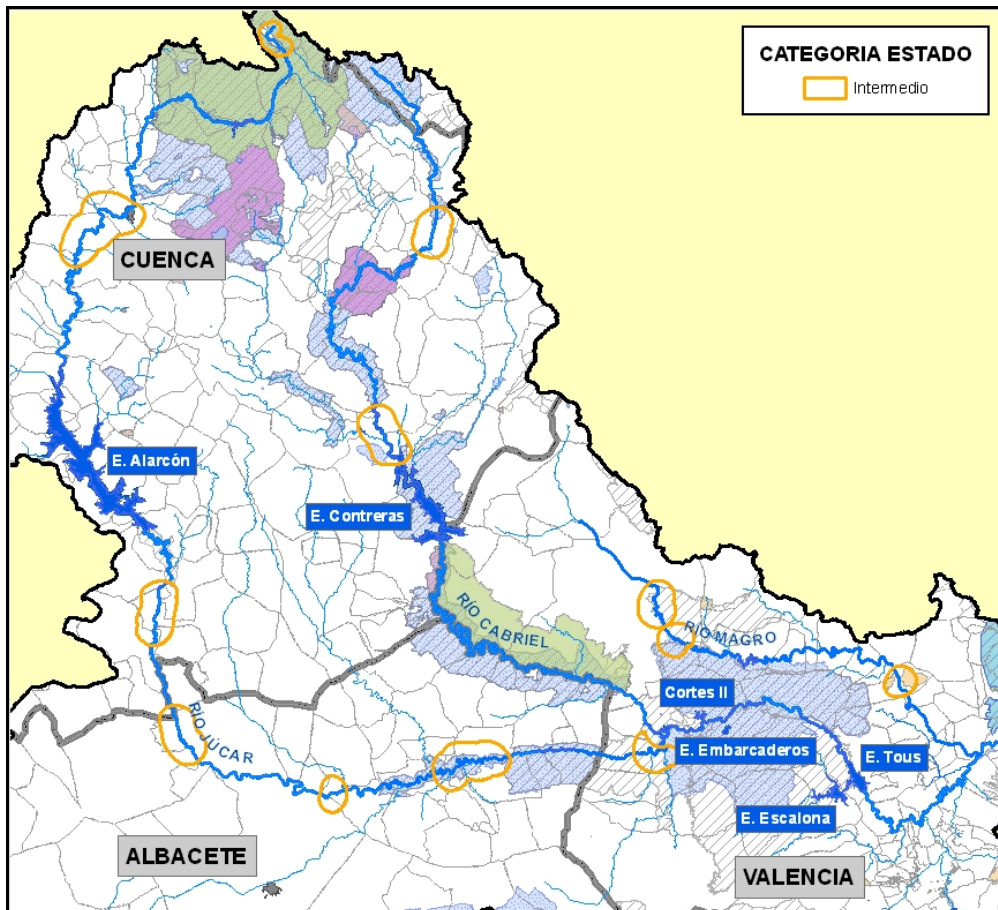 CATEGORIA ESTADO
Intermedio
CUENCA
E. Alarcón
E. Contreras
RÍO CABRIEL
RÍO MAGRO
Cortes II
RÍO JÚCAR
E. Embarcaderos
E. Tous
E. Escalona
ALBACETE
VALENCIA